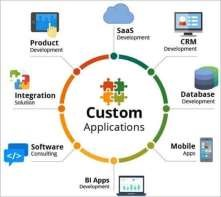 SaaS
Development
CRM
Development
Database
Development
Mobile
Apps
BI Apps
Development
Software
Consulting
Integration
Solution
Product
Development
Custom
Applications